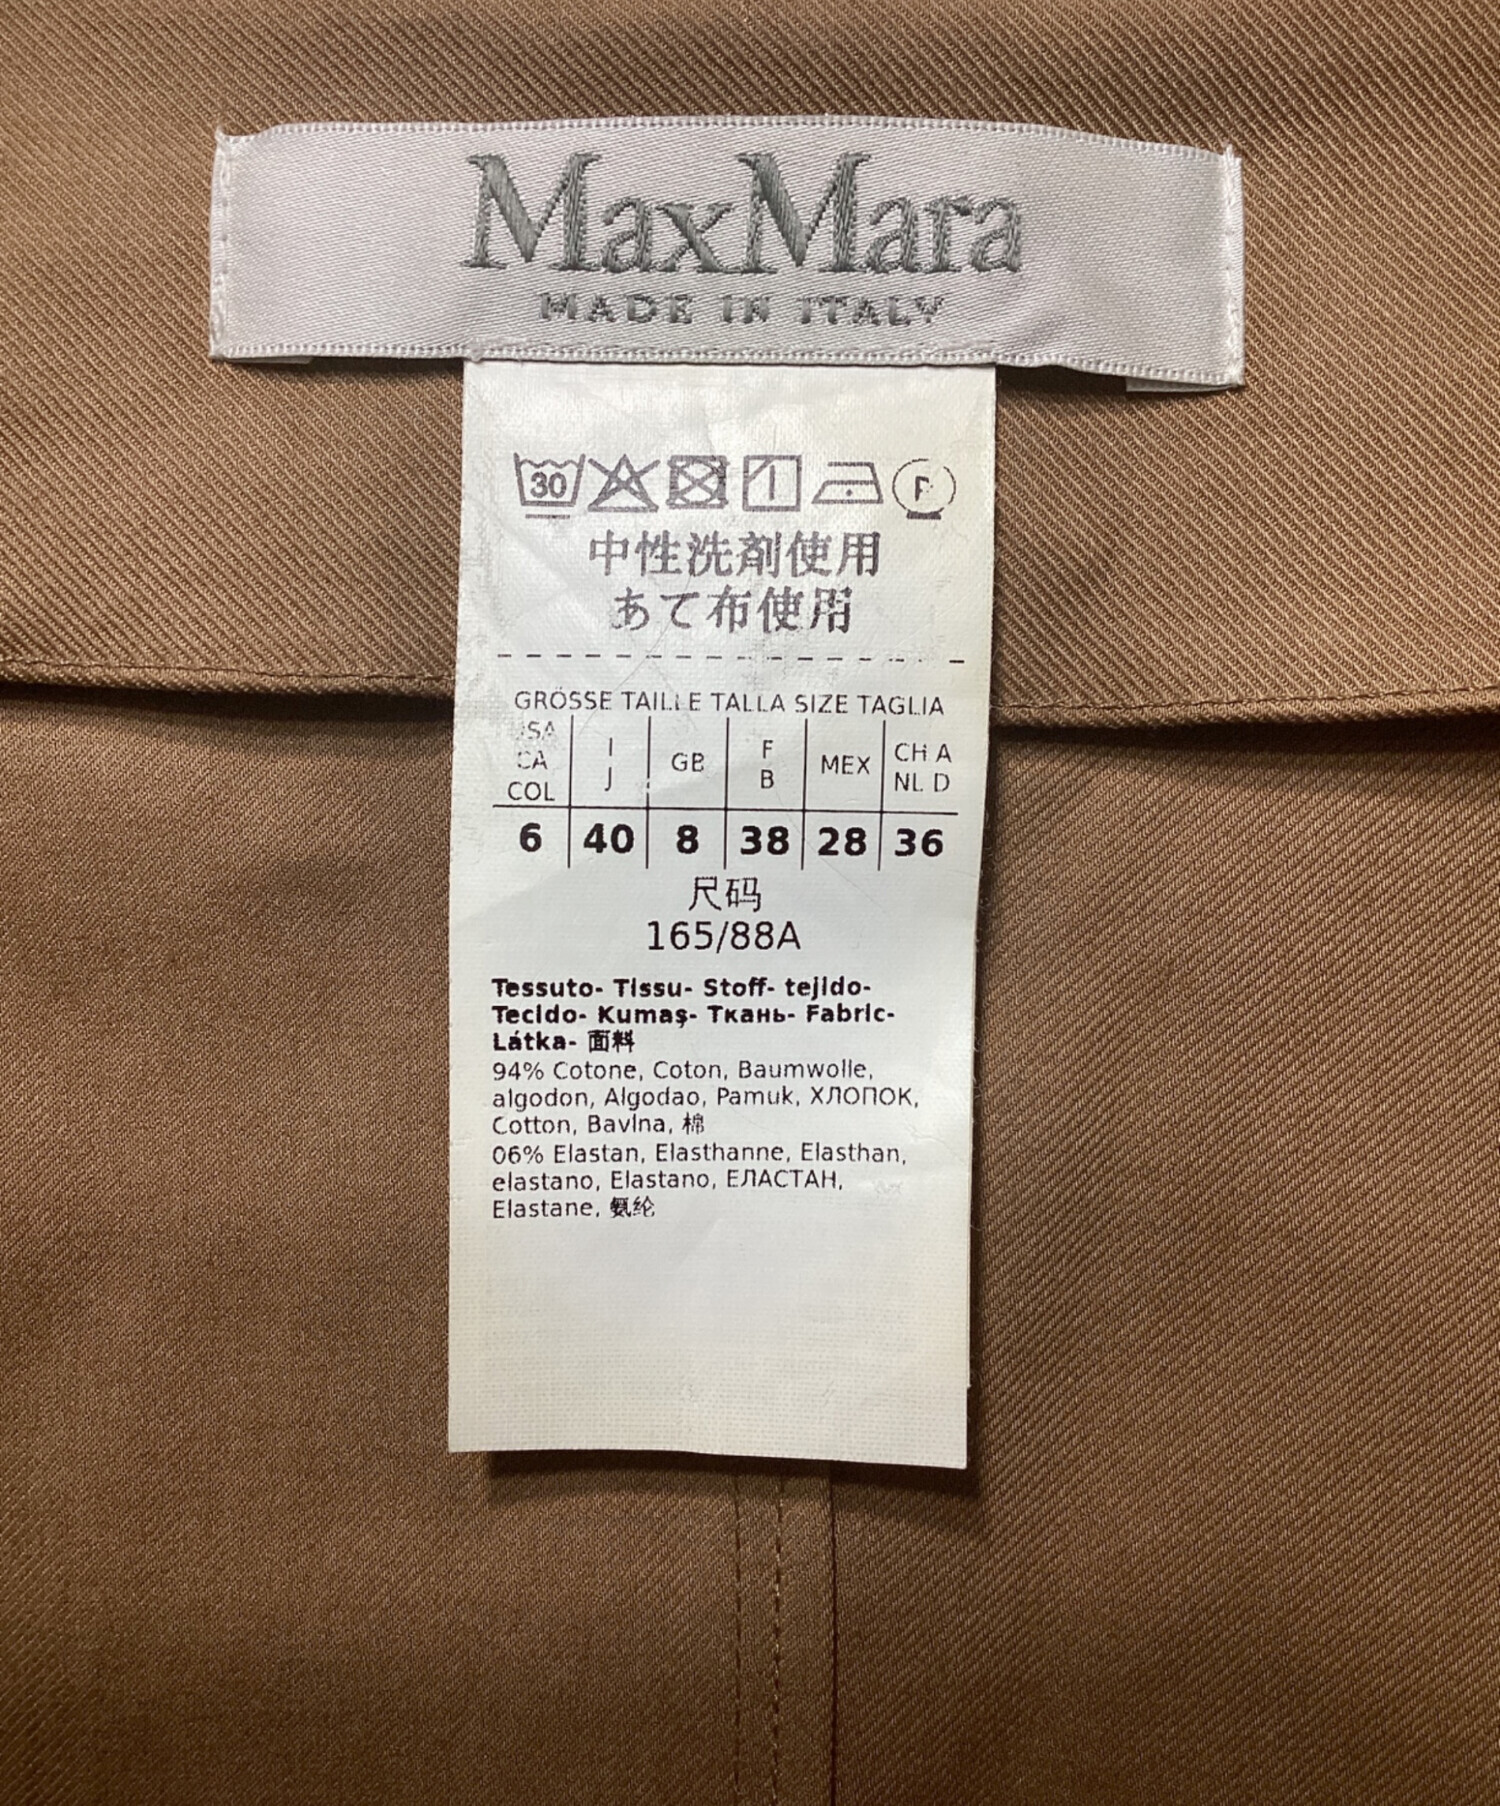 MaxMara
MADE IN ITALY
30 P
中性洗剤使用
あて布使用
GRÖSSE TAILLE TALLA SIZE TAGLIA
USA CA COL I J GB F B MEX CH A NL D
6 40 8 38 28 36
尺码
165/88A
Tessuto- Tissu- Stoff- tejido-
Tecido- Kumaş- Ткань- Fabric-
Látka- 面料
94% Cotone, Coton, Baumwolle,
algodon, Algodao, Pamuk, ХЛОПОК,
Cotton, Bavlna, 棉
06% Elastan, Elasthanne, Elasthan,
elastano, Elastano, ЕЛАСТАН,
Elastane, 氨纶